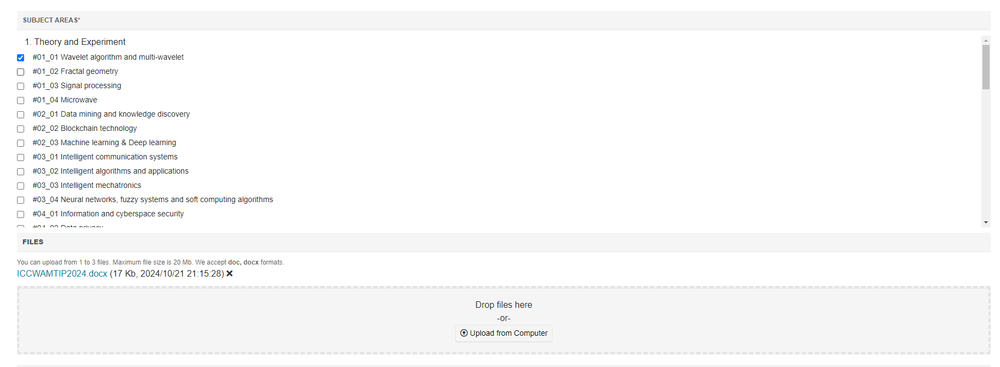 SUBJECT AREAS*
1. Theory and Experiment
#01_01 Wavelet algorithm and multi-wavelet
#01_02 Fractal geometry
#01_03 Signal processing
#01_04 Microwave
#02_01 Data mining and knowledge discovery
#02_02 Blockchain technology
#02_03 Machine learning & Deep learning
#03_01 Intelligent communication systems
#03_02 Intelligent algorithms and applications
#03_03 Intelligent mechatronics
#03_04 Neural networks, fuzzy systems and soft computing algorithms
#04_01 Information and cyberspace security
#04_02 Data privacy
FILES
You can upload from 1 to 3 files. Maximum file size is 20 Mb. We accept doc, docx formats.
ICCWAMTIP2024.docx (17 Kb, 2024/10/21 21:15:28)
Drop files here
-or-
Upload from Computer